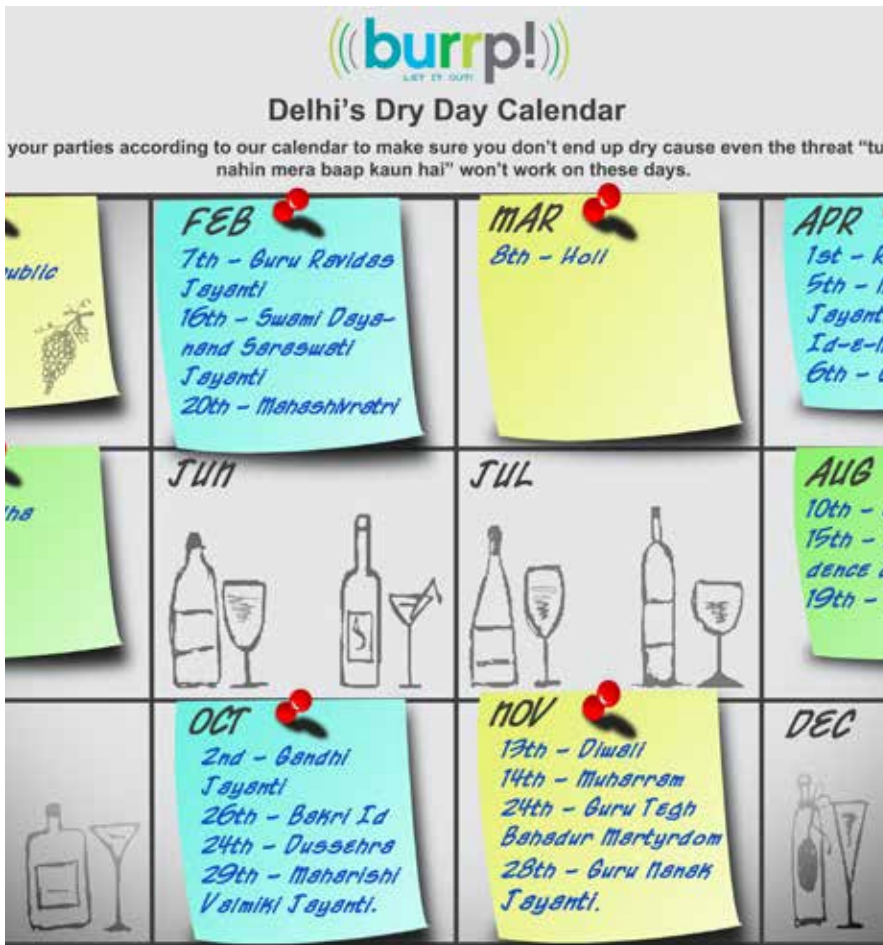 burrp!
LET IT OUT!
Delhi's Dry Day Calendar
your parties according to our calendar to make sure you don't end up dry cause even the threat “tu
nahin mera baap kaun hai” won't work on these days.
FEB
7th - Guru Ravidas
Jayanti
16th - Swami Daya-
nand Saraswati
Jayanti
20th - Mahashivratri
MAR
8th - Holi
APR
1st -
5th -
Jayant
Id-e-
6th -
JUN
JUL
AUG
10th -
15th -
dence
19th -
OCT
2nd - Gandhi
Jayanti
26th - Bakri Id
24th - Dussehra
29th - Maharishi
Valmiki Jayanti.
NOV
13th - Diwali
14th - Muharram
24th - Guru Tegh
Bahadur Martyrdom
28th - Guru Nanak
Jayanti.
DEC